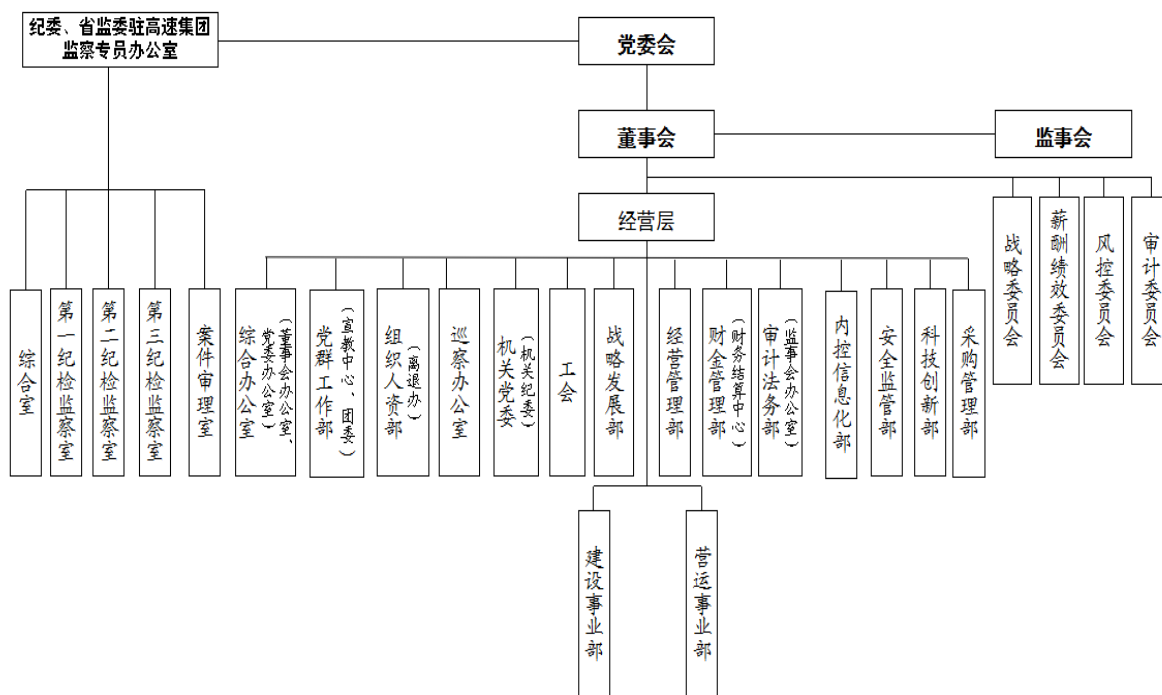 纪委、省监委驻高速集团
监察专员办公室
党委会
董事会
监事会
经营层
战略委员会
薪酬绩效委员会
风控委员会
审计委员会
综合室
第一纪检监察室
第二纪检监察室
第三纪检监察室
案件审理室
综合办公室
（董事会办公室、
党委办公室）
党群工作部
（宣教中心、团委）
组织人资部
（离退办）
巡察办公室
机关党委
（机关纪委）
工会
战略发展部
经营管理部
财金管理部
（财务结算中心）
审计法务部
（监事会办公室）
内控信息化部
安全监管部
科技创新部
采购管理部
建设事业部
营运事业部